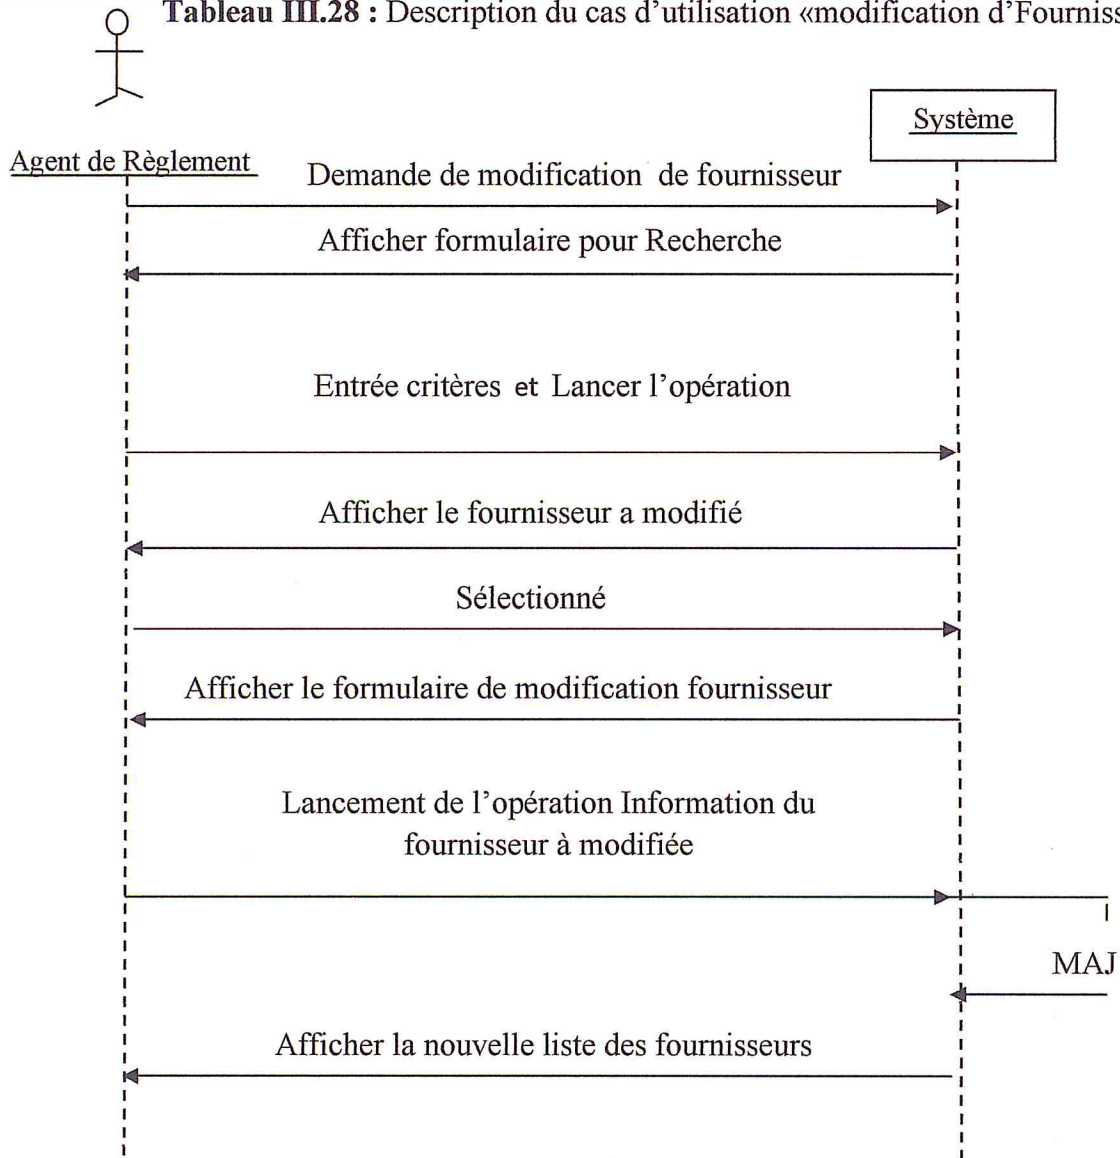 Tableau III.28 : Description du cas d’utilisation «modification d’Fourniss
Système
Agent de Règlement
Demande de modification de fournisseur
Afficher formulaire pour Recherche
Entrée critères et Lancer l’opération
Afficher le fournisseur a modifié
Sélectionné
Afficher le formulaire de modification fournisseur
Lancement de l’opération Information du
fournisseur à modifiée
MAJ
Afficher la nouvelle liste des fournisseurs